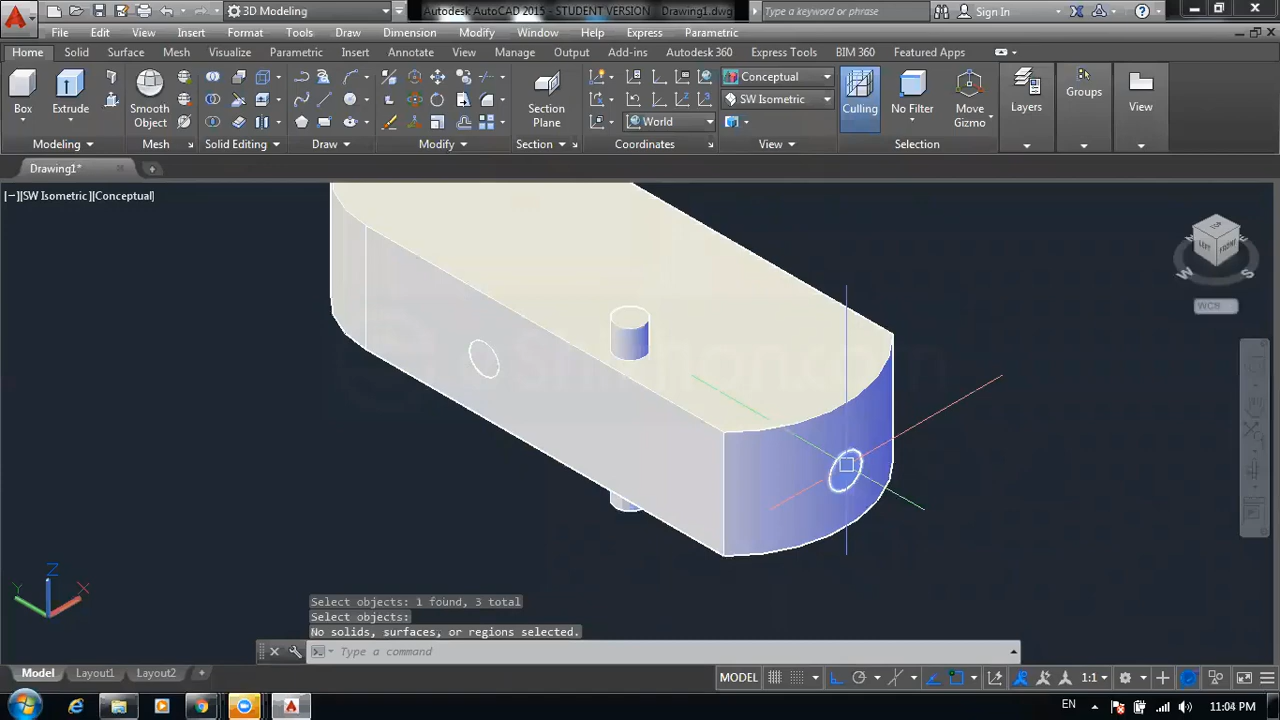 3D Modeling
Autodesk AutoCAD 2015 - STUDENT VERSION Drawing1.dwg
Type a keyword or phrase
Sign In
File Edit View Insert Format Tools Draw Dimension Modify Window Help Express Parametric
Home Solid Surface Mesh Visualize Parametric Insert Annotate View Manage Output Add-ins Autodesk 360 Express Tools BIM 360 Featured Apps
Conceptual
SW Isometric
World
Box Extrude Smooth Object Section Plane Culling No Filter Move Gizmo Layers Groups View
Modeling Mesh Solid Editing Draw Modify Section Coordinates View Selection
Drawing1*
[−][SW Isometric][Conceptual]
TOP
LEFT FRONT
W S
WCS
Z
Y X
Select objects: 1 found, 3 total
Select objects:
No solids, surfaces, or regions selected.
Type a command
Model Layout1 Layout2
MODEL 1:1
EN 11:04 PM